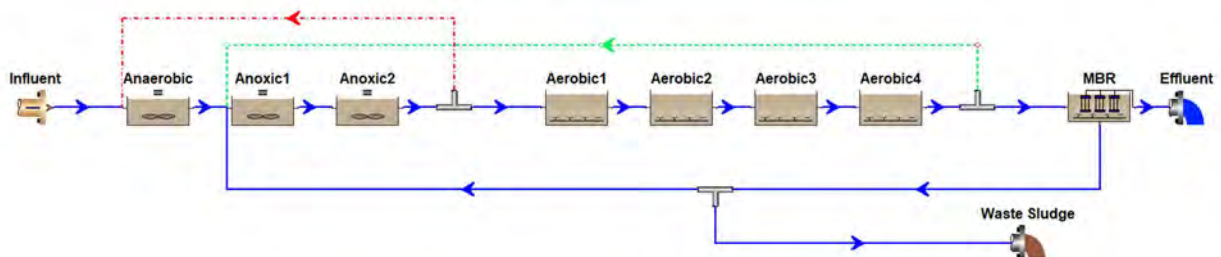 Influent
Anaerobic
Anoxic1
Anoxic2
Aerobic1
Aerobic2
Aerobic3
Aerobic4
MBR
Effluent
Waste Sludge